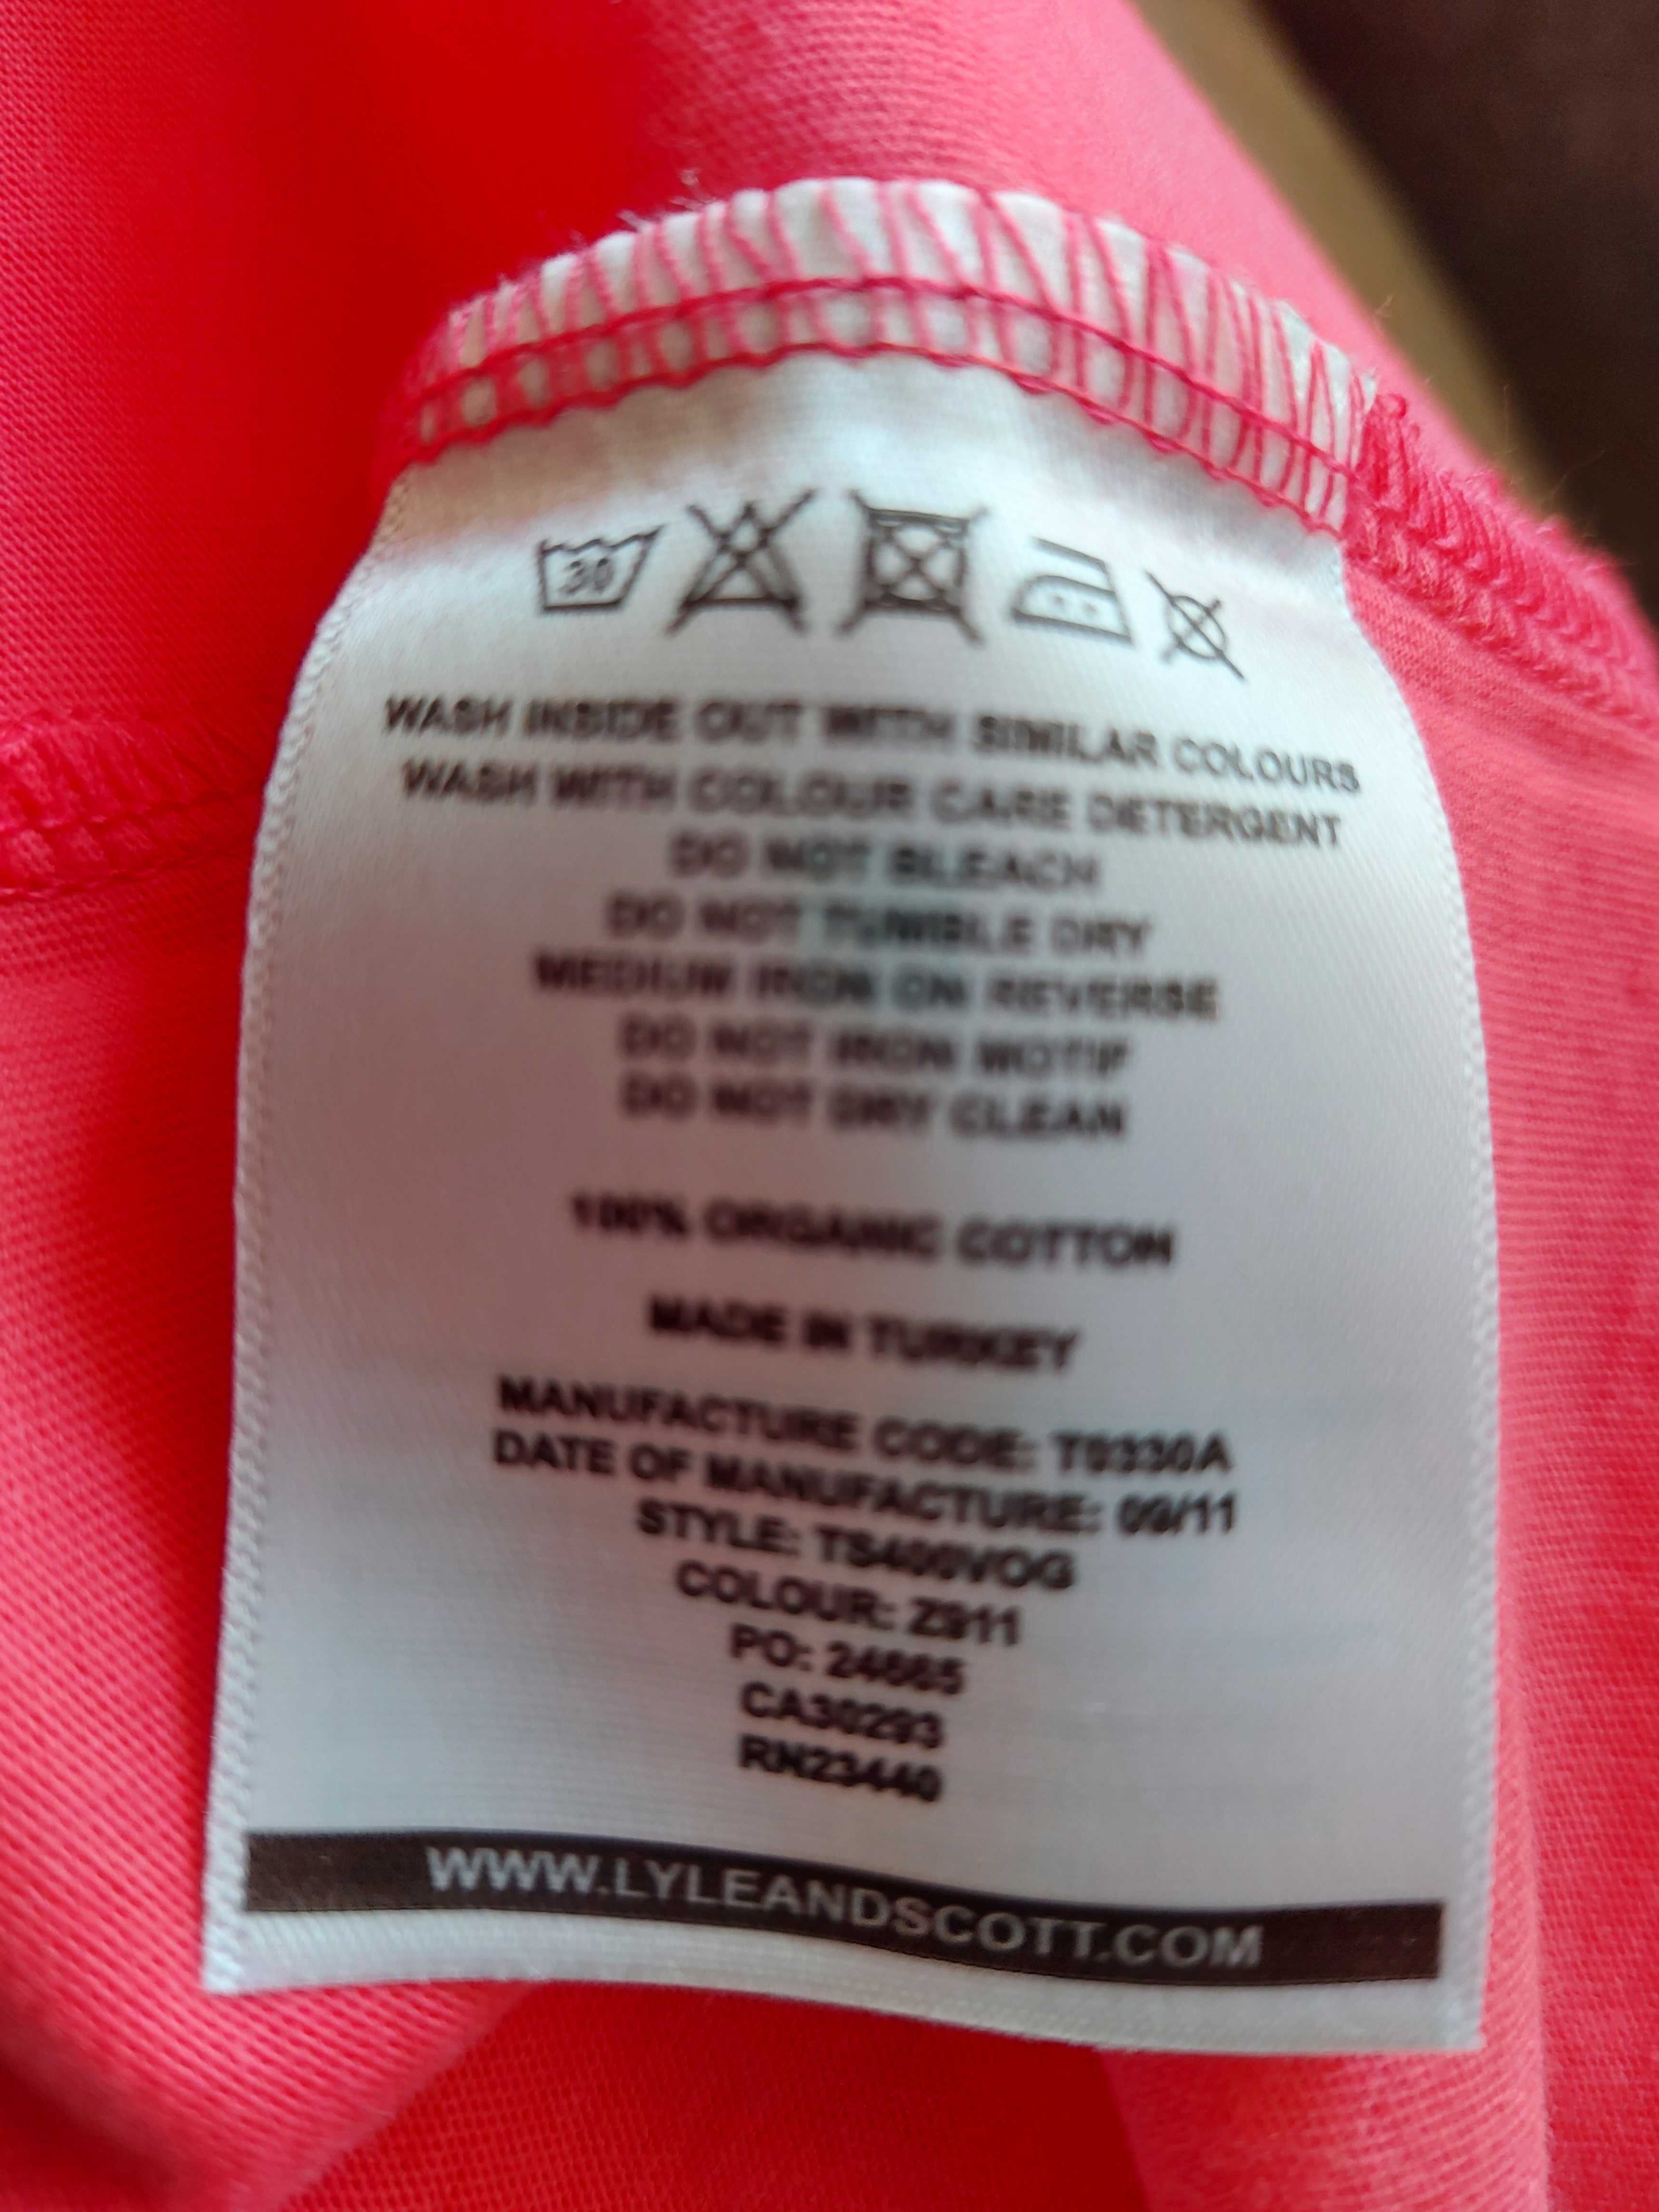 30
WASH INSIDE OUT WITH SIMILAR COLOURS
WASH WITH COLOUR CARE DETERGENT
DO NOT BLEACH
DO NOT TUMBLE DRY
MEDIUM IRON ON REVERSE
DO NOT IRON MOTIF
DO NOT DRY CLEAN
100% ORGANIC COTTON
MADE IN TURKEY
MANUFACTURE CODE: T0330A
DATE OF MANUFACTURE: 09/11
STYLE: TS400VOG
COLOUR: Z911
PO:
CA30293
RN23440
WWW.LYLEANDSCOTT.COM